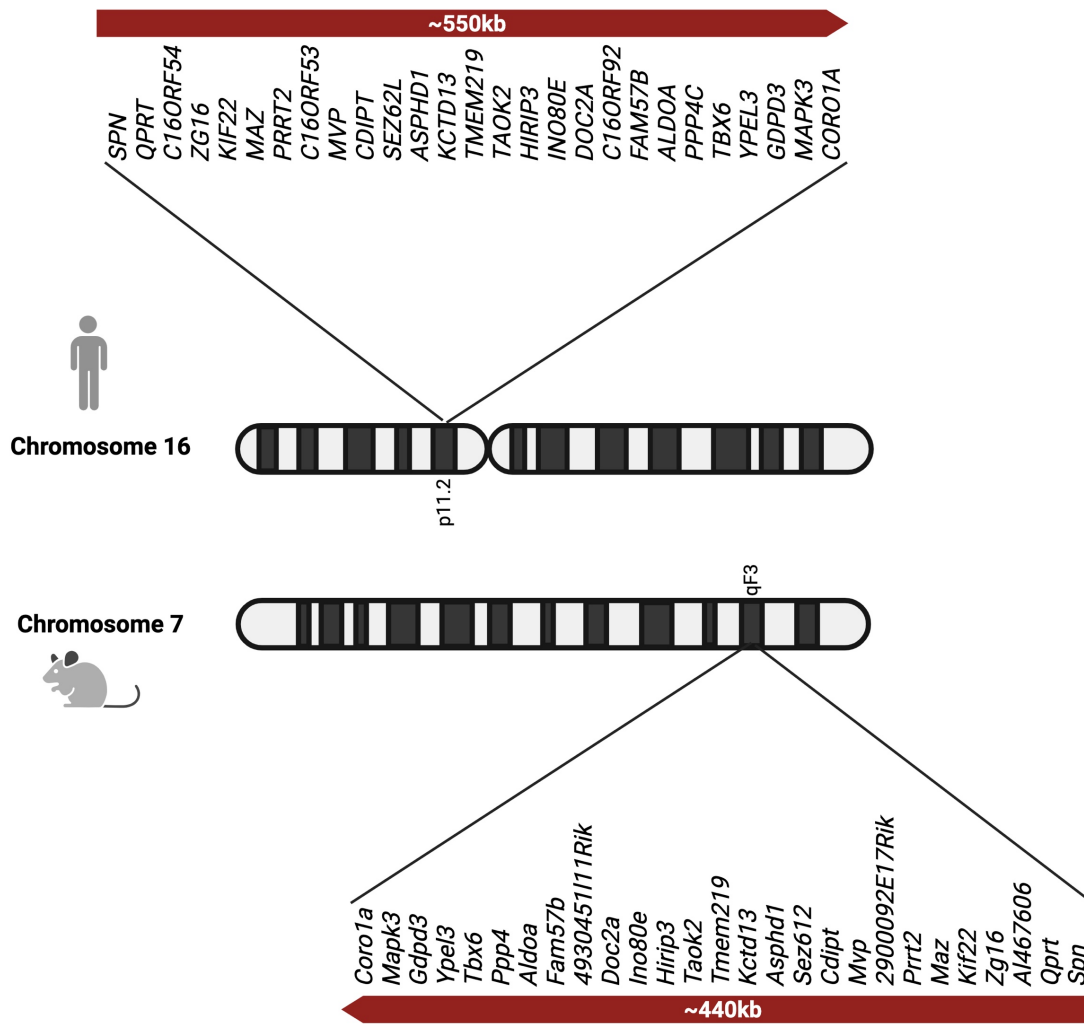 ~550kb
SPN
QPRT
C16ORF54
ZG16
KIF22
MAZ
PRRT2
C16ORF53
MVP
CDIPT
SEZ62L
ASPHD1
KCTD13
TMEM219
TAOK2
HIRIP3
INO80E
DOC2A
C16ORF92
FAM57B
ALDOA
PPP4C
TBX6
YPEL3
GDPD3
MAPK3
CORO1A
Chromosome 16
p11.2
qF3
Chromosome 7
Coro1a
Mapk3
Gdpd3
Ypel3
Tbx6
Ppp4
Aldoa
Fam57b
4930451I11Rik
Doc2a
Ino80e
Hirip3
Taok2
Tmem219
Kctd13
Asphd1
Sez612
Cdipt
Mvp
2900092E17Rik
Prrt2
Maz
Kif22
Zg16
AI467606
Qprt
Spn
~440kb